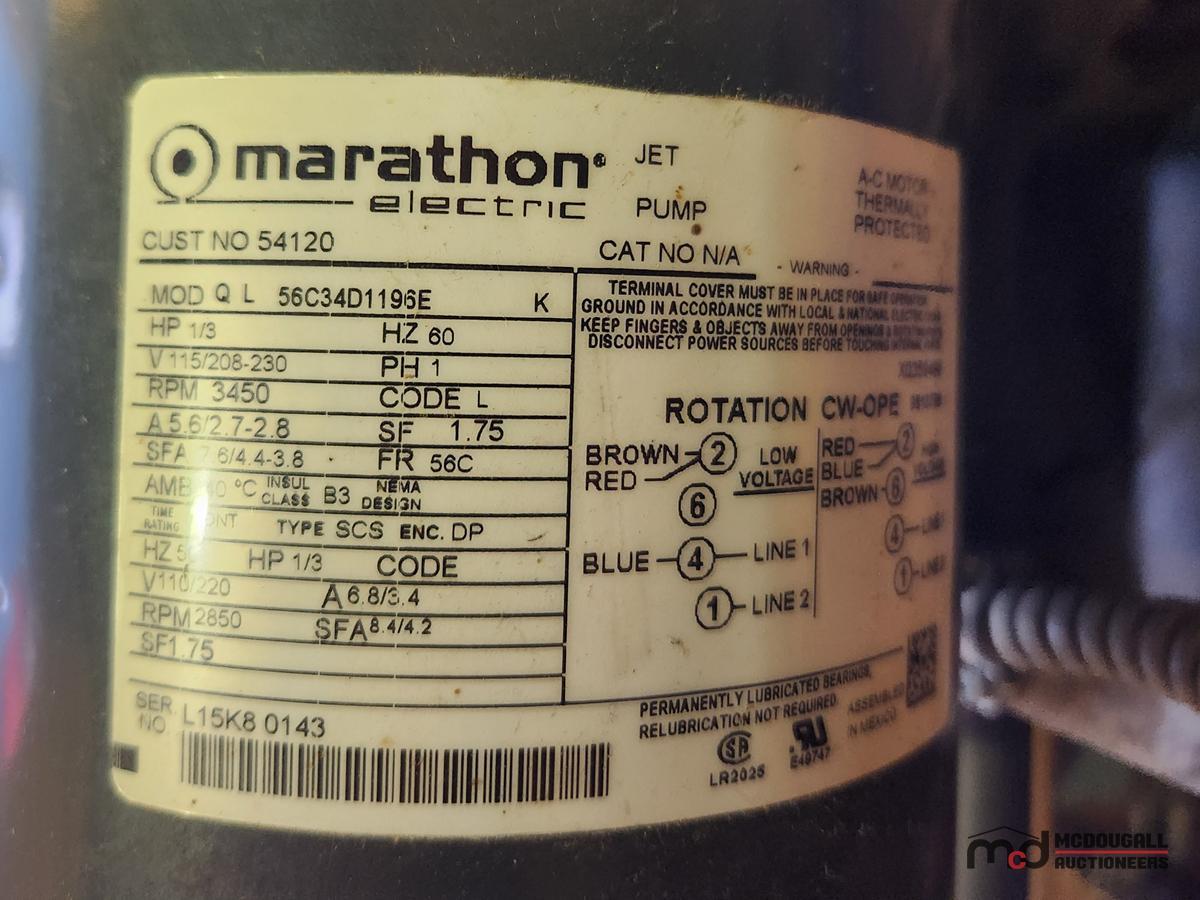 marathon® JET
electric PUMP
A-C MOTOR
THERMALLY
PROTECTED
CUST NO 54120
CAT NO N/A
MOD Q L 56C34D1196E K
HP 1/3 HZ 60
V 115/208-230 PH 1
RPM 3450 CODE L
A 5.6/2.7-2.8 SF 1.75
SFA 7.6/4.4-3.8 FR 56C
AMB °C INSUL CLASS B3 NEMA DESIGN
TIME RATING TYPE SCS ENC. DP
HZ HP 1/3 CODE
V110/220 A 6.8/3.4
RPM 2850 SFA 8.4/4.2
SF1.75
SER NO L15K8 0143
- WARNING -
TERMINAL COVER MUST BE IN PLACE FOR SAFE OPERATION
GROUND IN ACCORDANCE WITH LOCAL & NATIONAL
KEEP FINGERS & OBJECTS AWAY FROM OPENINGS &
DISCONNECT POWER SOURCES BEFORE TOUCHING
ROTATION CW-OPE
BROWN 2 LOW
RED VOLTAGE
6
BLUE 4 LINE 1
1 LINE 2
RED 2
BLUE
BROWN 6
4
1
PERMANENTLY LUBRICATED BEARINGS,
RELUBRICATION NOT REQUIRED
ASSEMBLED
IN MEXICO
LR2025
E49747
mcd MCDOUGALL
AUCTIONEERS